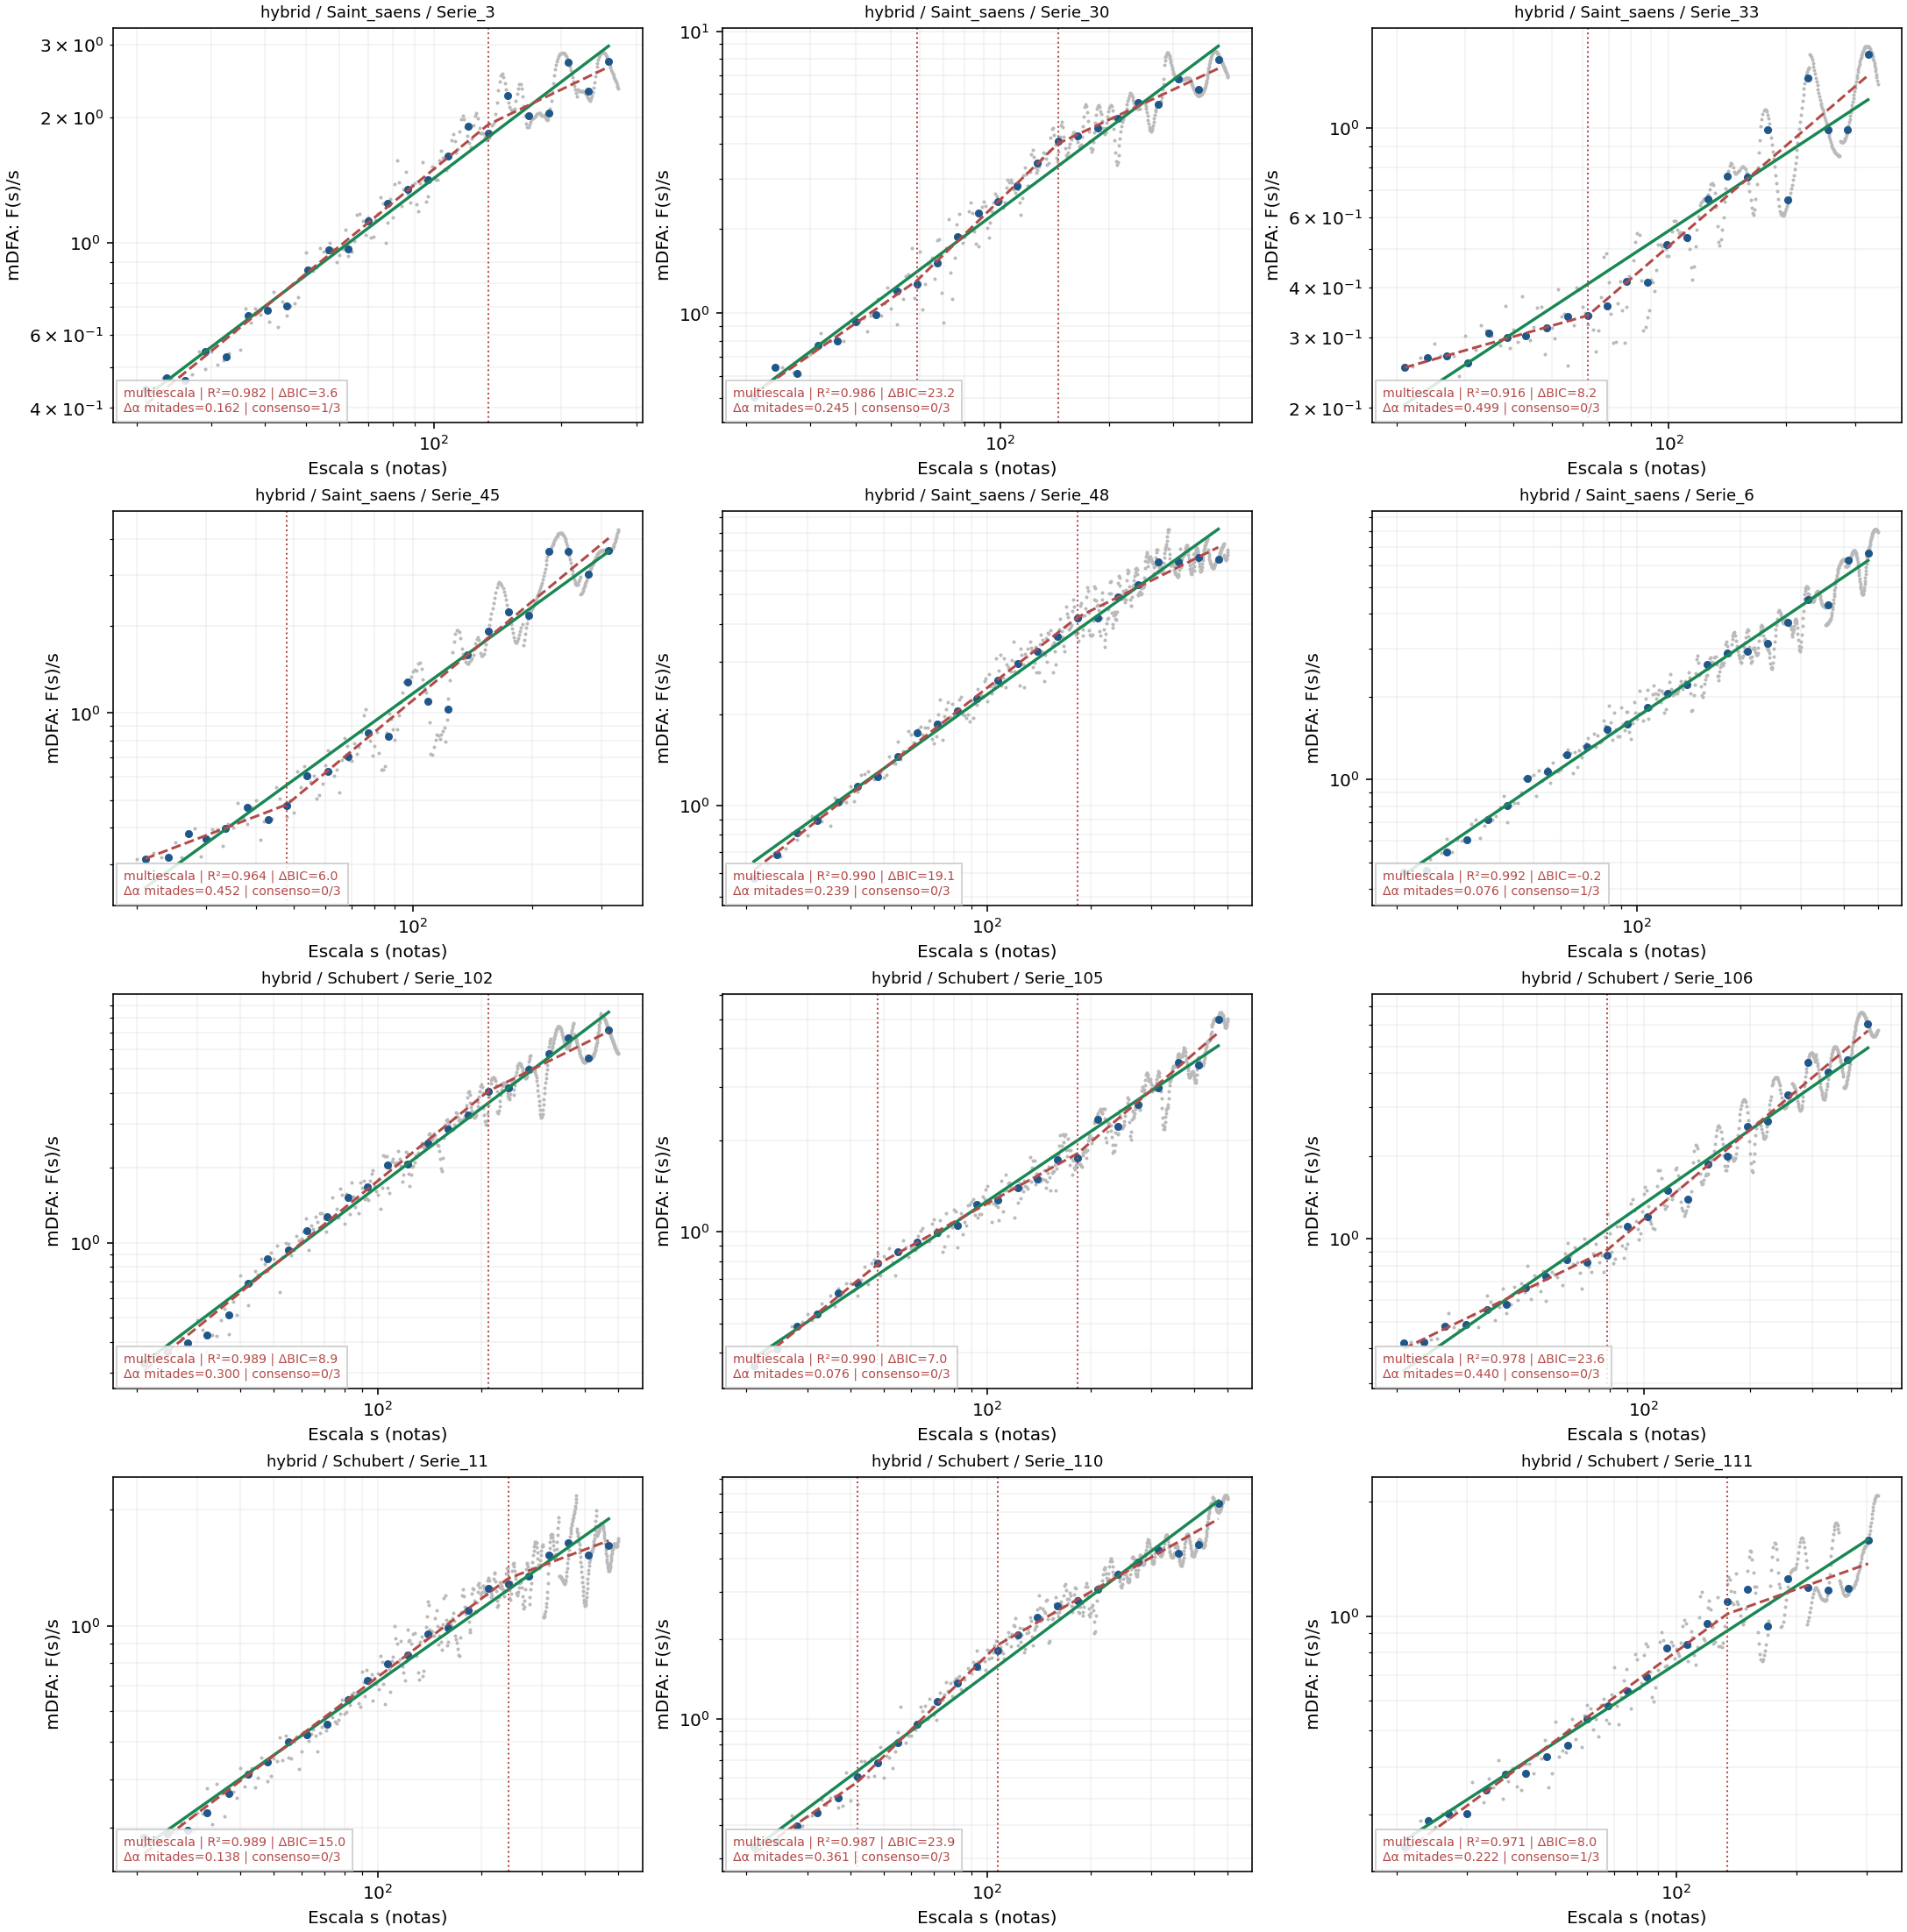 hybrid / Saint_saens / Serie_3
mDFA: F(s)/s
3 × 10⁰
2 × 10⁰
10⁰
6 × 10⁻¹
4 × 10⁻¹
multiescala | R²=0.982 | ΔBIC=3.6
Δα mitades=0.162 | consenso=1/3
10²
Escala s (notas)
hybrid / Saint_saens / Serie_30
mDFA: F(s)/s
10¹
10⁰
multiescala | R²=0.986 | ΔBIC=23.2
Δα mitades=0.245 | consenso=0/3
10²
Escala s (notas)
hybrid / Saint_saens / Serie_33
mDFA: F(s)/s
10⁰
6 × 10⁻¹
4 × 10⁻¹
3 × 10⁻¹
2 × 10⁻¹
multiescala | R²=0.916 | ΔBIC=8.2
Δα mitades=0.499 | consenso=0/3
10²
Escala s (notas)
hybrid / Saint_saens / Serie_45
mDFA: F(s)/s
10⁰
multiescala | R²=0.964 | ΔBIC=6.0
Δα mitades=0.452 | consenso=0/3
10²
Escala s (notas)
hybrid / Saint_saens / Serie_48
mDFA: F(s)/s
10⁰
multiescala | R²=0.990 | ΔBIC=19.1
Δα mitades=0.239 | consenso=0/3
10²
Escala s (notas)
hybrid / Saint_saens / Serie_6
mDFA: F(s)/s
10⁰
multiescala | R²=0.992 | ΔBIC=-0.2
Δα mitades=0.076 | consenso=1/3
10²
Escala s (notas)
hybrid / Schubert / Serie_102
mDFA: F(s)/s
10⁰
multiescala | R²=0.989 | ΔBIC=8.9
Δα mitades=0.300 | consenso=0/3
10²
Escala s (notas)
hybrid / Schubert / Serie_105
mDFA: F(s)/s
10⁰
multiescala | R²=0.990 | ΔBIC=7.0
Δα mitades=0.076 | consenso=0/3
10²
Escala s (notas)
hybrid / Schubert / Serie_106
mDFA: F(s)/s
10⁰
multiescala | R²=0.978 | ΔBIC=23.6
Δα mitades=0.440 | consenso=0/3
10²
Escala s (notas)
hybrid / Schubert / Serie_11
mDFA: F(s)/s
10⁰
multiescala | R²=0.989 | ΔBIC=15.0
Δα mitades=0.138 | consenso=0/3
10²
Escala s (notas)
hybrid / Schubert / Serie_110
mDFA: F(s)/s
10⁰
multiescala | R²=0.987 | ΔBIC=23.9
Δα mitades=0.361 | consenso=0/3
10²
Escala s (notas)
hybrid / Schubert / Serie_111
mDFA: F(s)/s
10⁰
multiescala | R²=0.971 | ΔBIC=8.0
Δα mitades=0.222 | consenso=1/3
10²
Escala s (notas)